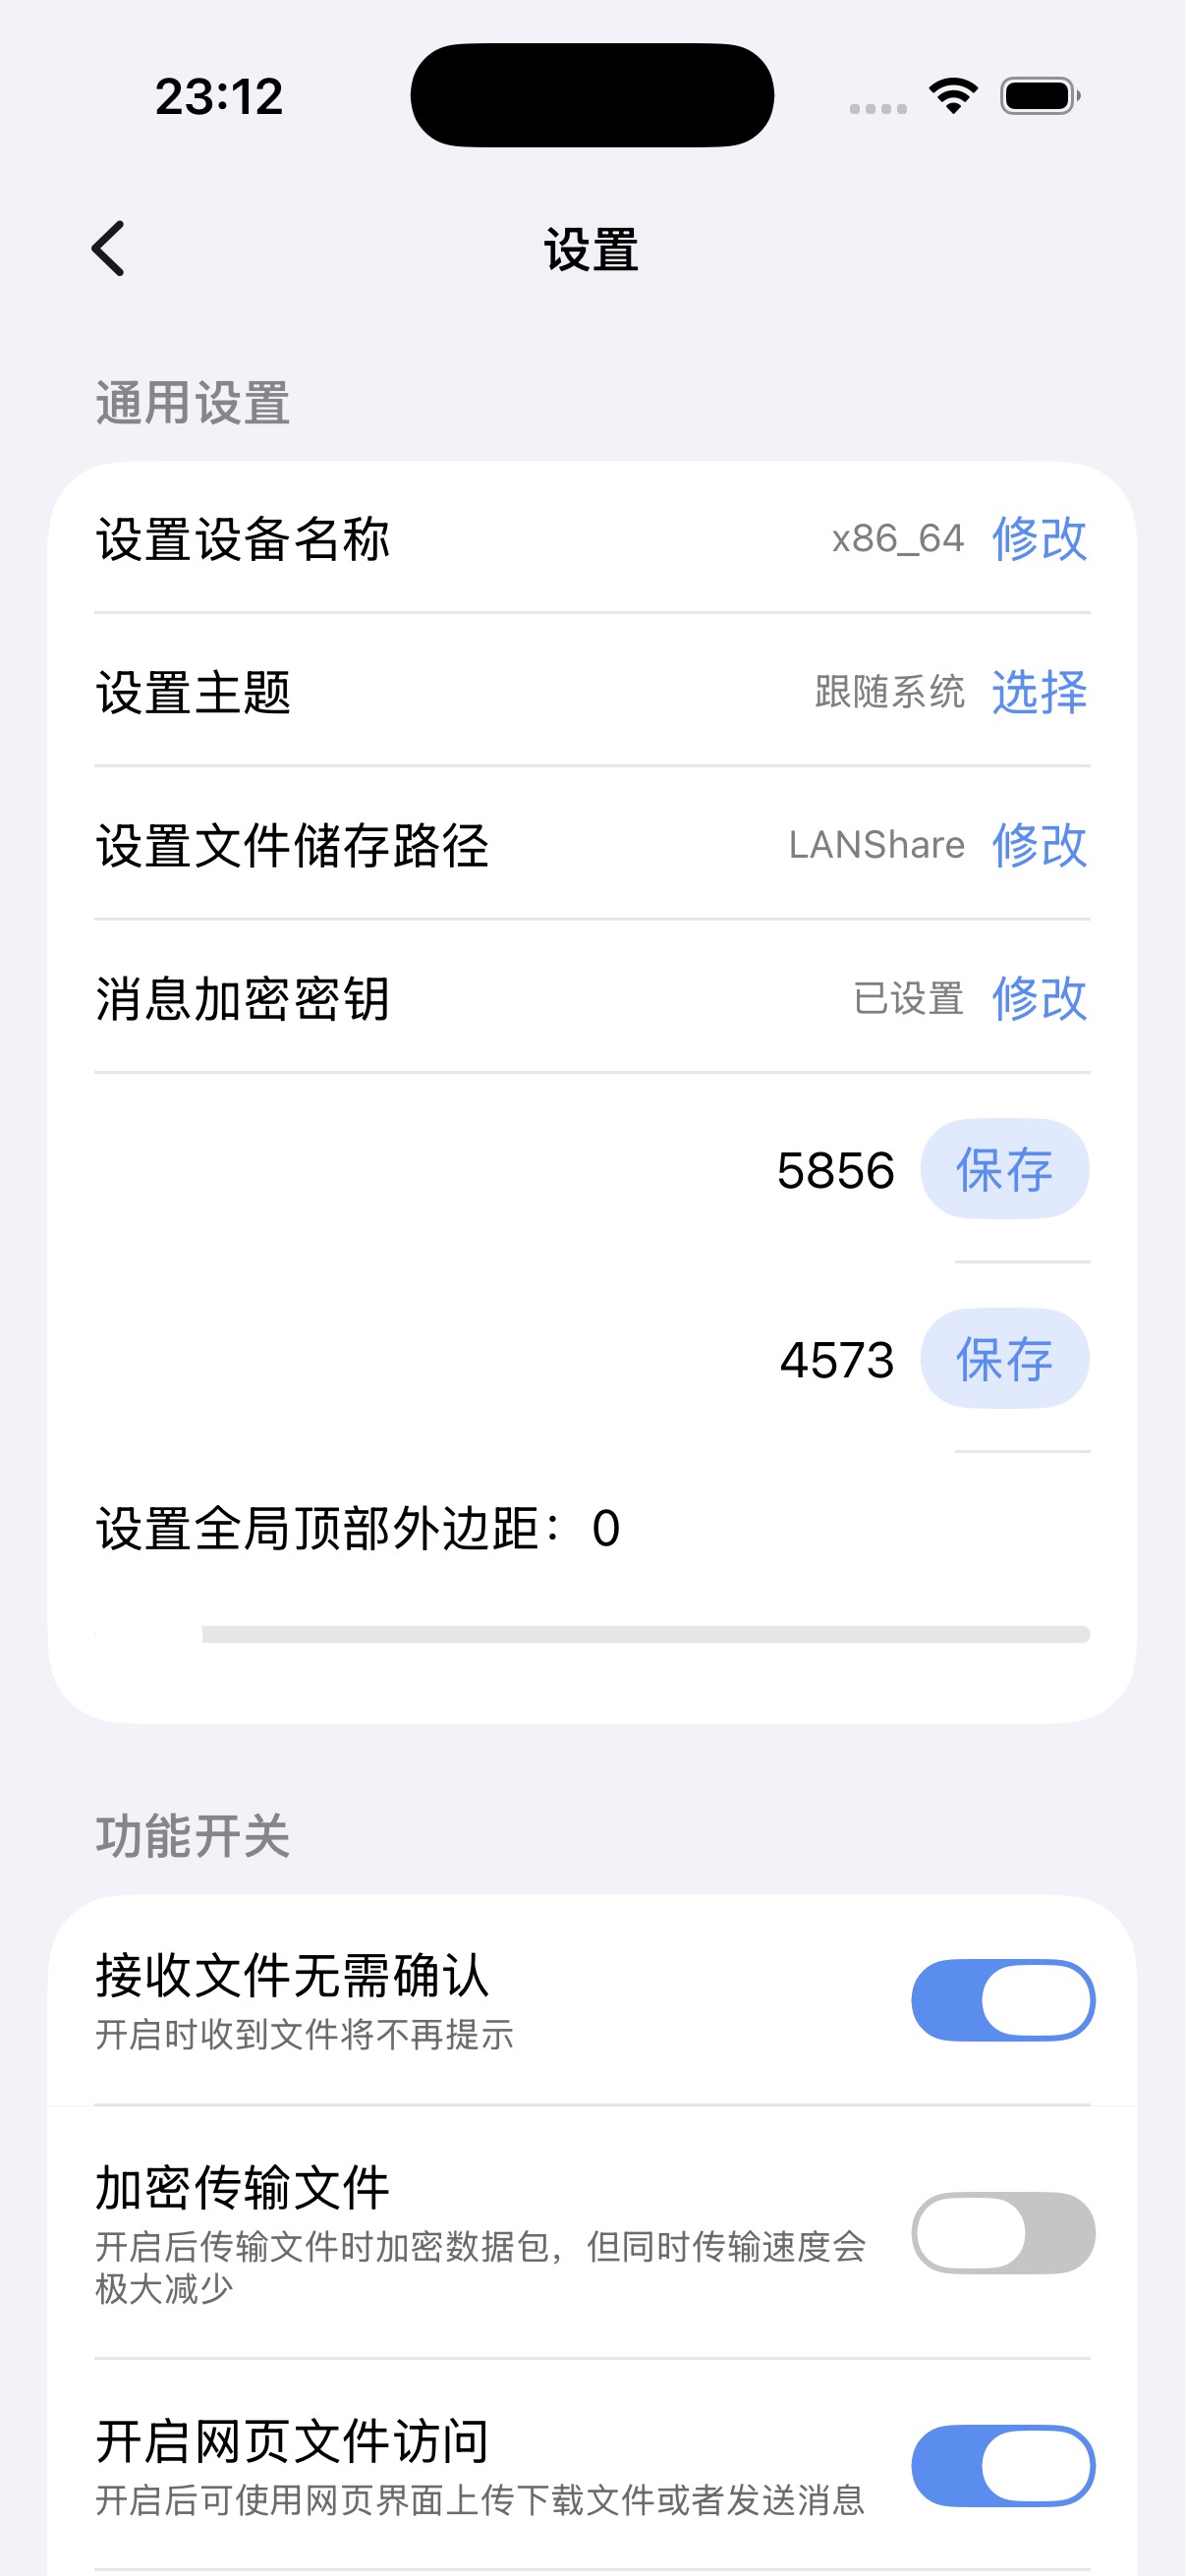 23:12
设置
通用设置
设置设备名称 x86_64 修改
设置主题 跟随系统 选择
设置文件储存路径 LANShare 修改
消息加密密钥 已设置 修改
5856 保存
4573 保存
设置全局顶部外边距：0
功能开关
接收文件无需确认
开启时收到文件将不再提示
加密传输文件
开启后传输文件时加密数据包，但同时传输速度会
极大减少
开启网页文件访问
开启后可使用网页界面上传下载文件或者发送消息